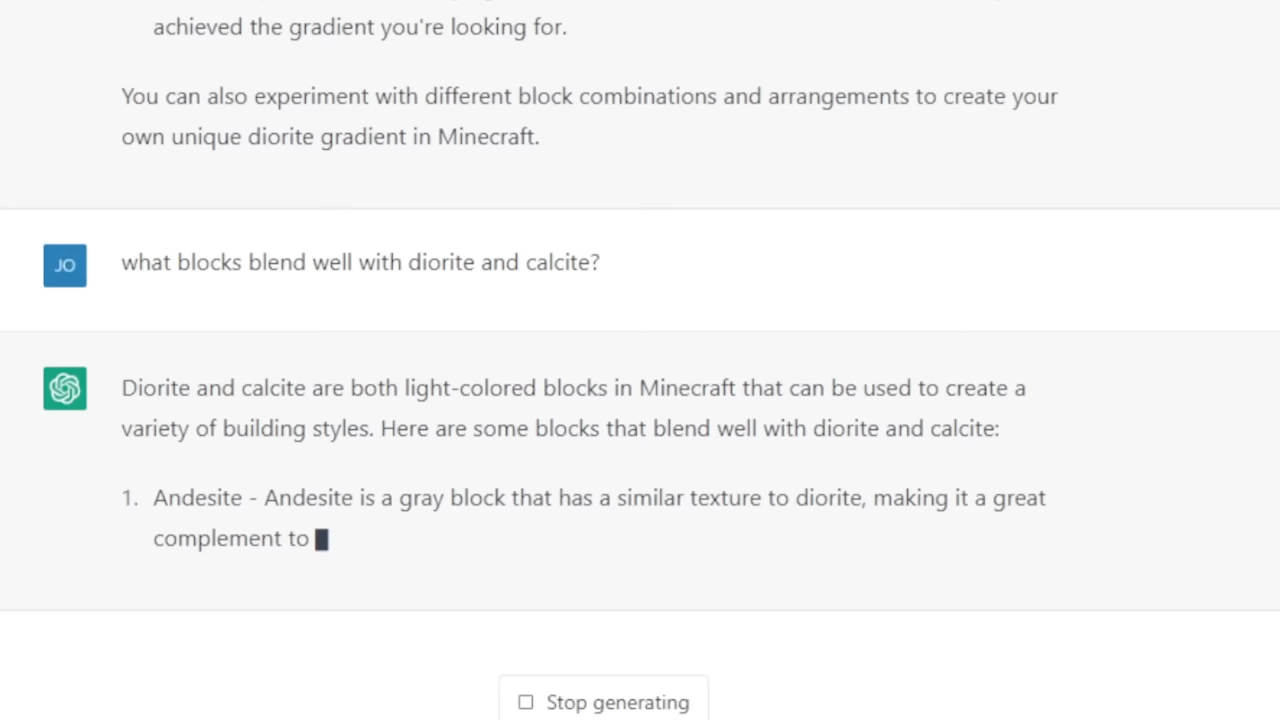 achieved the gradient you're looking for.
You can also experiment with different block combinations and arrangements to create your
own unique diorite gradient in Minecraft.
JO
what blocks blend well with diorite and calcite?
Diorite and calcite are both light-colored blocks in Minecraft that can be used to create a
variety of building styles. Here are some blocks that blend well with diorite and calcite:
1. Andesite - Andesite is a gray block that has a similar texture to diorite, making it a great
complement to
Stop generating